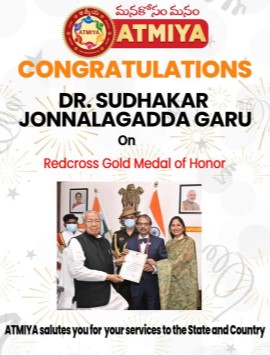 మనకోసం మనం
ATMIYA
ATMIYA
CONGRATULATIONS
DR. SUDHAKAR
JONNALAGADDA GARU
On
Redcross Gold Medal of Honor
ATMIYA salutes you for your services to the State and Country